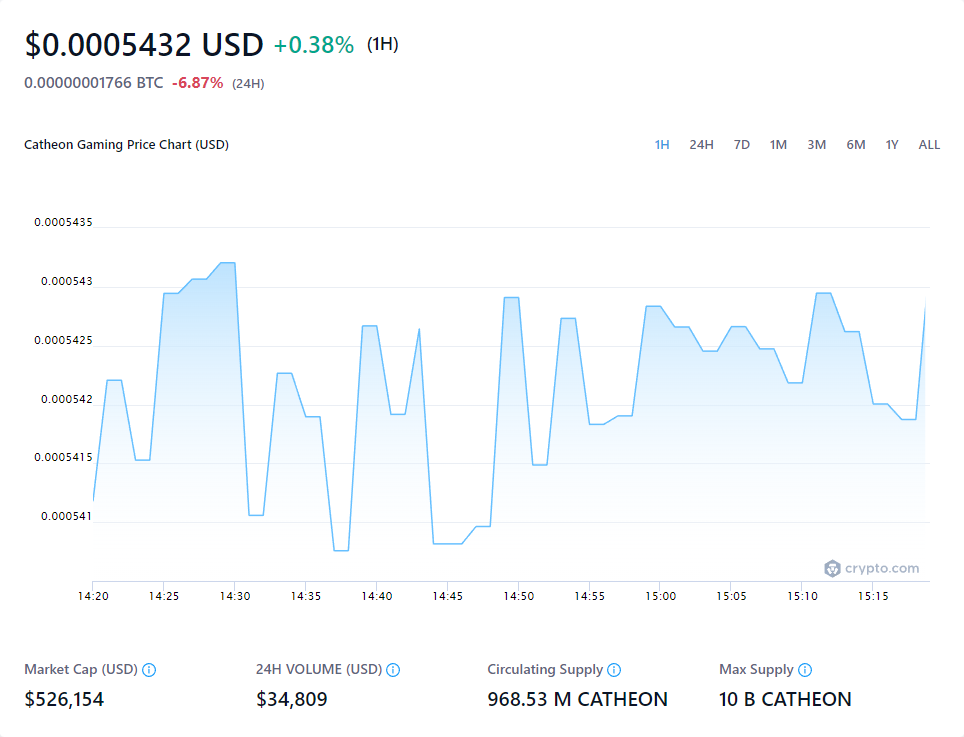 $0.0005432 USD +0.38% (1H)
0.00000001766 BTC -6.87% (24H)
Catheon Gaming Price Chart (USD)
1H 24H 7D 1M 3M 6M 1Y ALL
0.0005435
0.000543
0.0005425
0.000542
0.0005415
0.000541
crypto.com
14:20 14:25 14:30 14:35 14:40 14:45 14:50 14:55 15:00 15:05 15:10 15:15
Market Cap (USD) 24H VOLUME (USD) Circulating Supply Max Supply
$526,154 $34,809 968.53 M CATHEON 10 B CATHEON